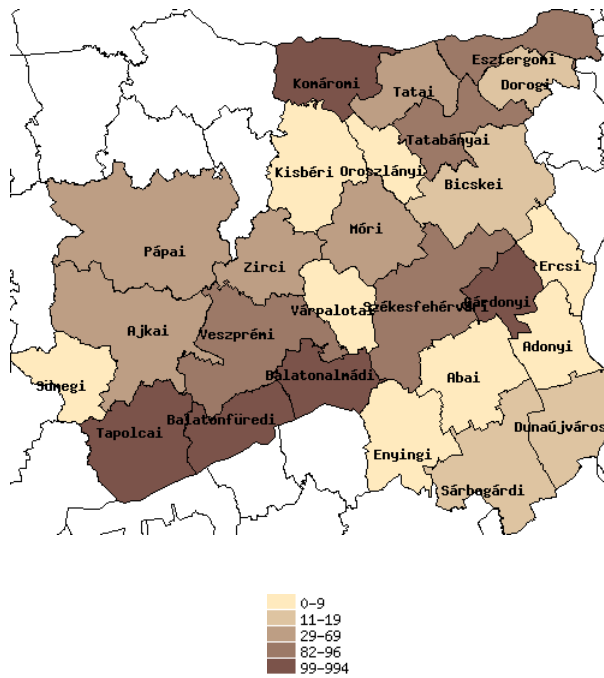 Esztergomi
Komáromi
Dorogi
Tatai
Tatabányai
Kisbéri
Oroszlányi
Bicskei
Móri
Pápai
Zirci
Ercsi
Várpalotai
Székesfehérvári
Gárdonyi
Ajkai
Veszprémi
Adonyi
Sümegi
Balatonalmádi
Abai
Balatonfüredi
Dunaújváros
Tapolcai
Enyingi
Sárbogárdi
0-9
11-19
29-69
82-96
99-994